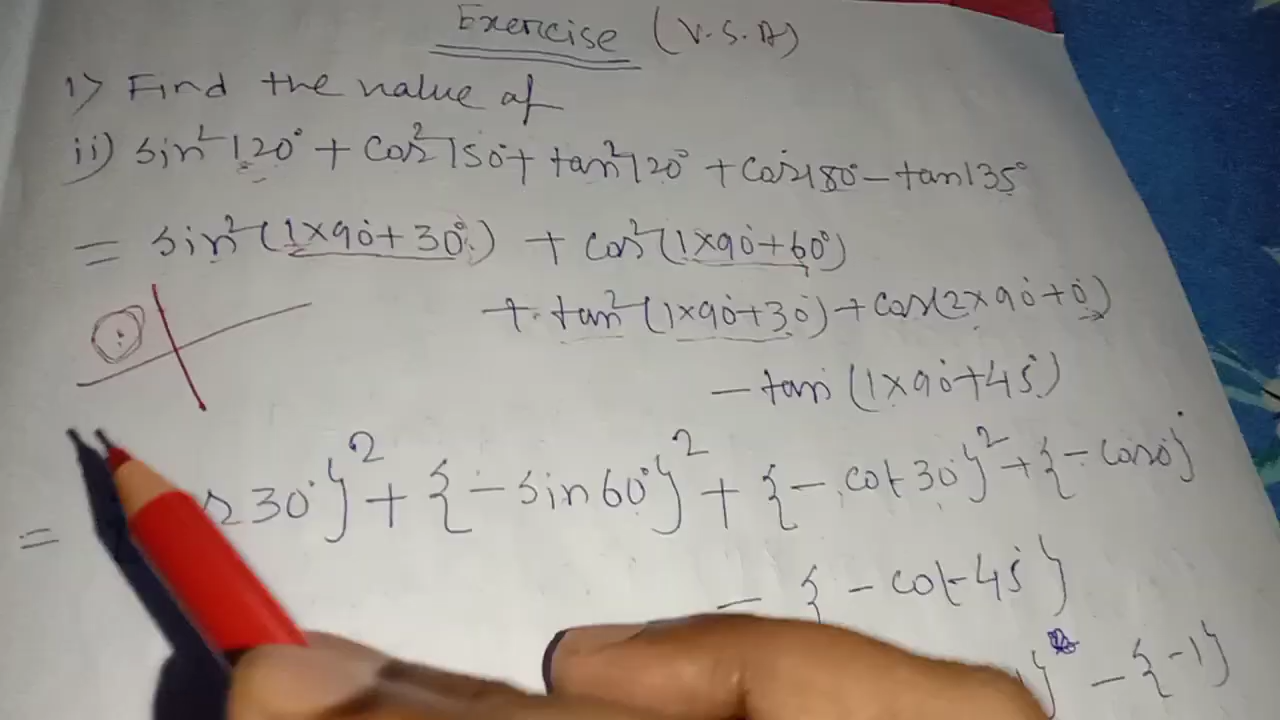 Exercise (V.S.A)
1) Find the value of
ii) sin²120° + cos²150° + tan²120° + cos180° - tan135°
= sin²(1×90°+30°) + cos²(1×90°+60°)
+ tan²(1×90°+30°) + cos(2×90°+0°)
- tan(1×90°+45°)
= s30°}² + {-sin60°}² + {-cot30°}² + {-cos0°}
- {-cot45°}
} - {-1}